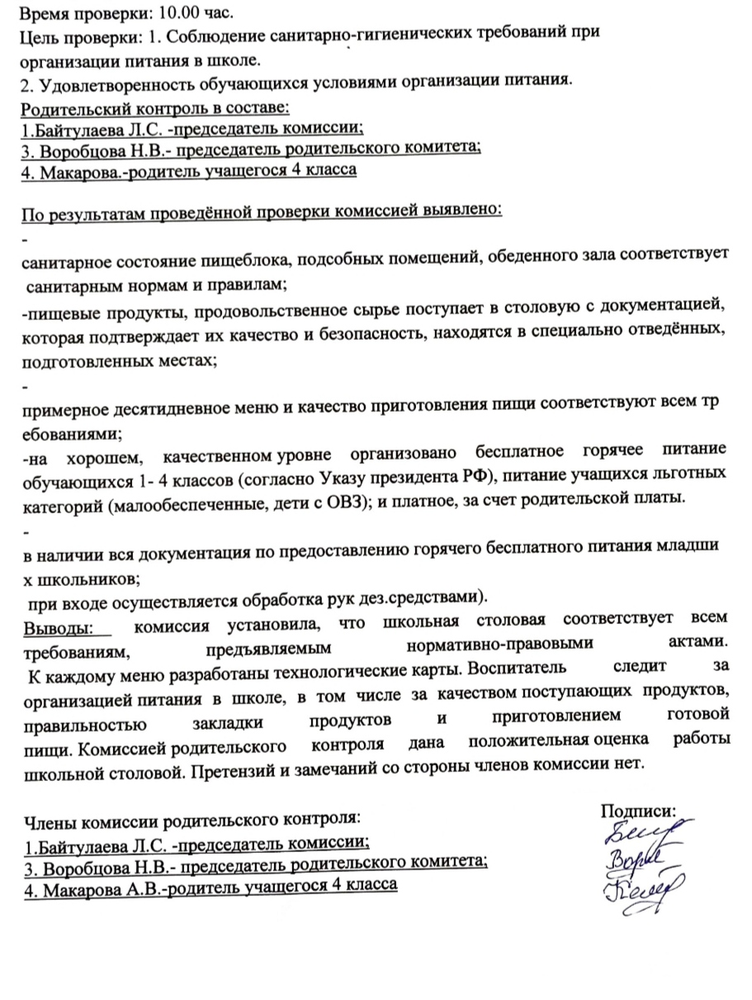 Время проверки: 10.00 час.
Цель проверки: 1. Соблюдение санитарно-гигиенических требований при
организации питания в школе.
2. Удовлетворенность обучающихся условиями организации питания.
Родительский контроль в составе:
1.Байтулаева Л.С. -председатель комиссии;
3. Воробцова Н.В.- председатель родительского комитета;
4. Макарова.-родитель учащегося 4 класса
По результатам проведённой проверки комиссией выявлено:
-
санитарное состояние пищеблока, подсобных помещений, обеденного зала соответствует
санитарным нормам и правилам;
-пищевые продукты, продовольственное сырье поступает в столовую с документацией,
которая подтверждает их качество и безопасность, находятся в специально отведённых,
подготовленных местах;
-
примерное десятидневное меню и качество приготовления пищи соответствуют всем тр
ебованиями;
-на хорошем, качественном уровне организовано бесплатное горячее питание
обучающихся 1- 4 классов (согласно Указу президента РФ), питание учащихся льготных
категорий (малообеспеченные, дети с ОВЗ); и платное, за счет родительской платы.
-
в наличии вся документация по предоставлению горячего бесплатного питания младши
х школьников;
при входе осуществляется обработка рук дез.средствами).
Выводы: комиссия установила, что школьная столовая соответствует всем
требованиям, предъявляемым нормативно-правовыми актами.
К каждому меню разработаны технологические карты. Воспитатель следит за
организацией питания в школе, в том числе за качеством поступающих продуктов,
правильностью закладки продуктов и приготовлением готовой
пищи. Комиссией родительского контроля дана положительная оценка работы
школьной столовой. Претензий и замечаний со стороны членов комиссии нет.
Члены комиссии родительского контроля: Подписи:
1.Байтулаева Л.С. -председатель комиссии;
3. Воробцова Н.В.- председатель родительского комитета;
4. Макарова А.В.-родитель учащегося 4 класса